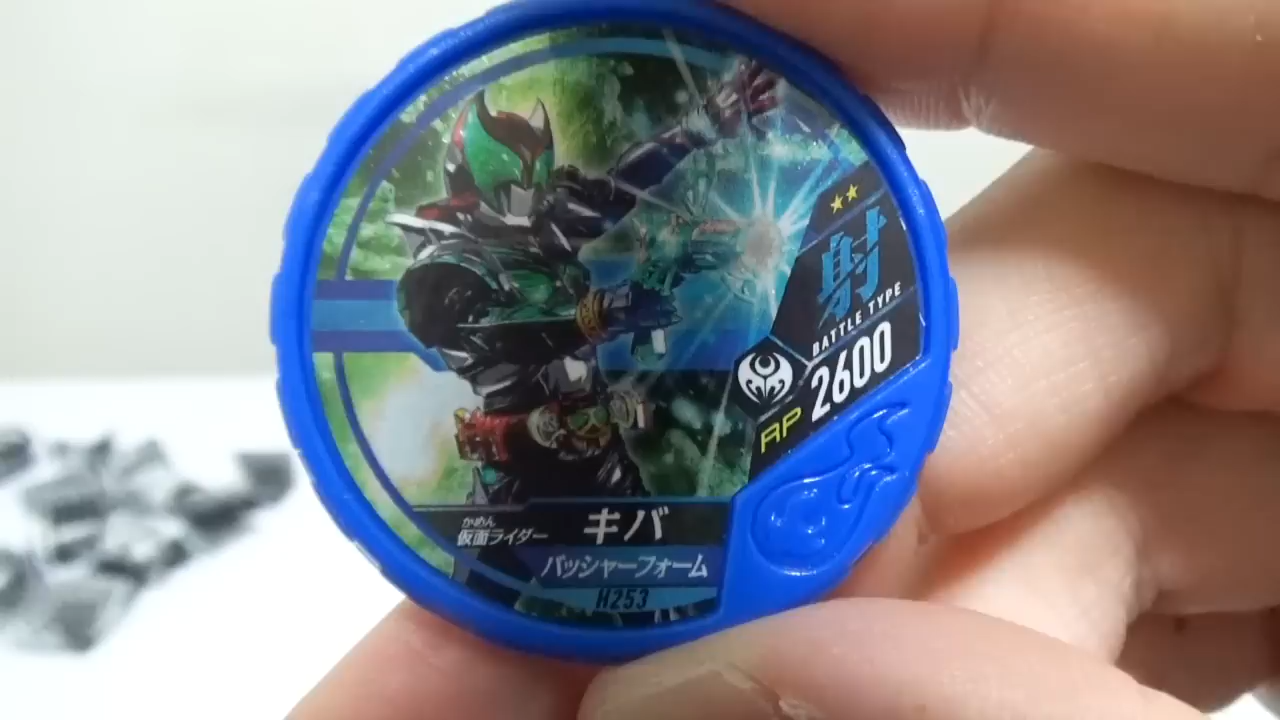 ★★
射
BATTLE TYPE
2600
RP
かめん
仮面ライダー キバ
バッシャーフォーム
H253